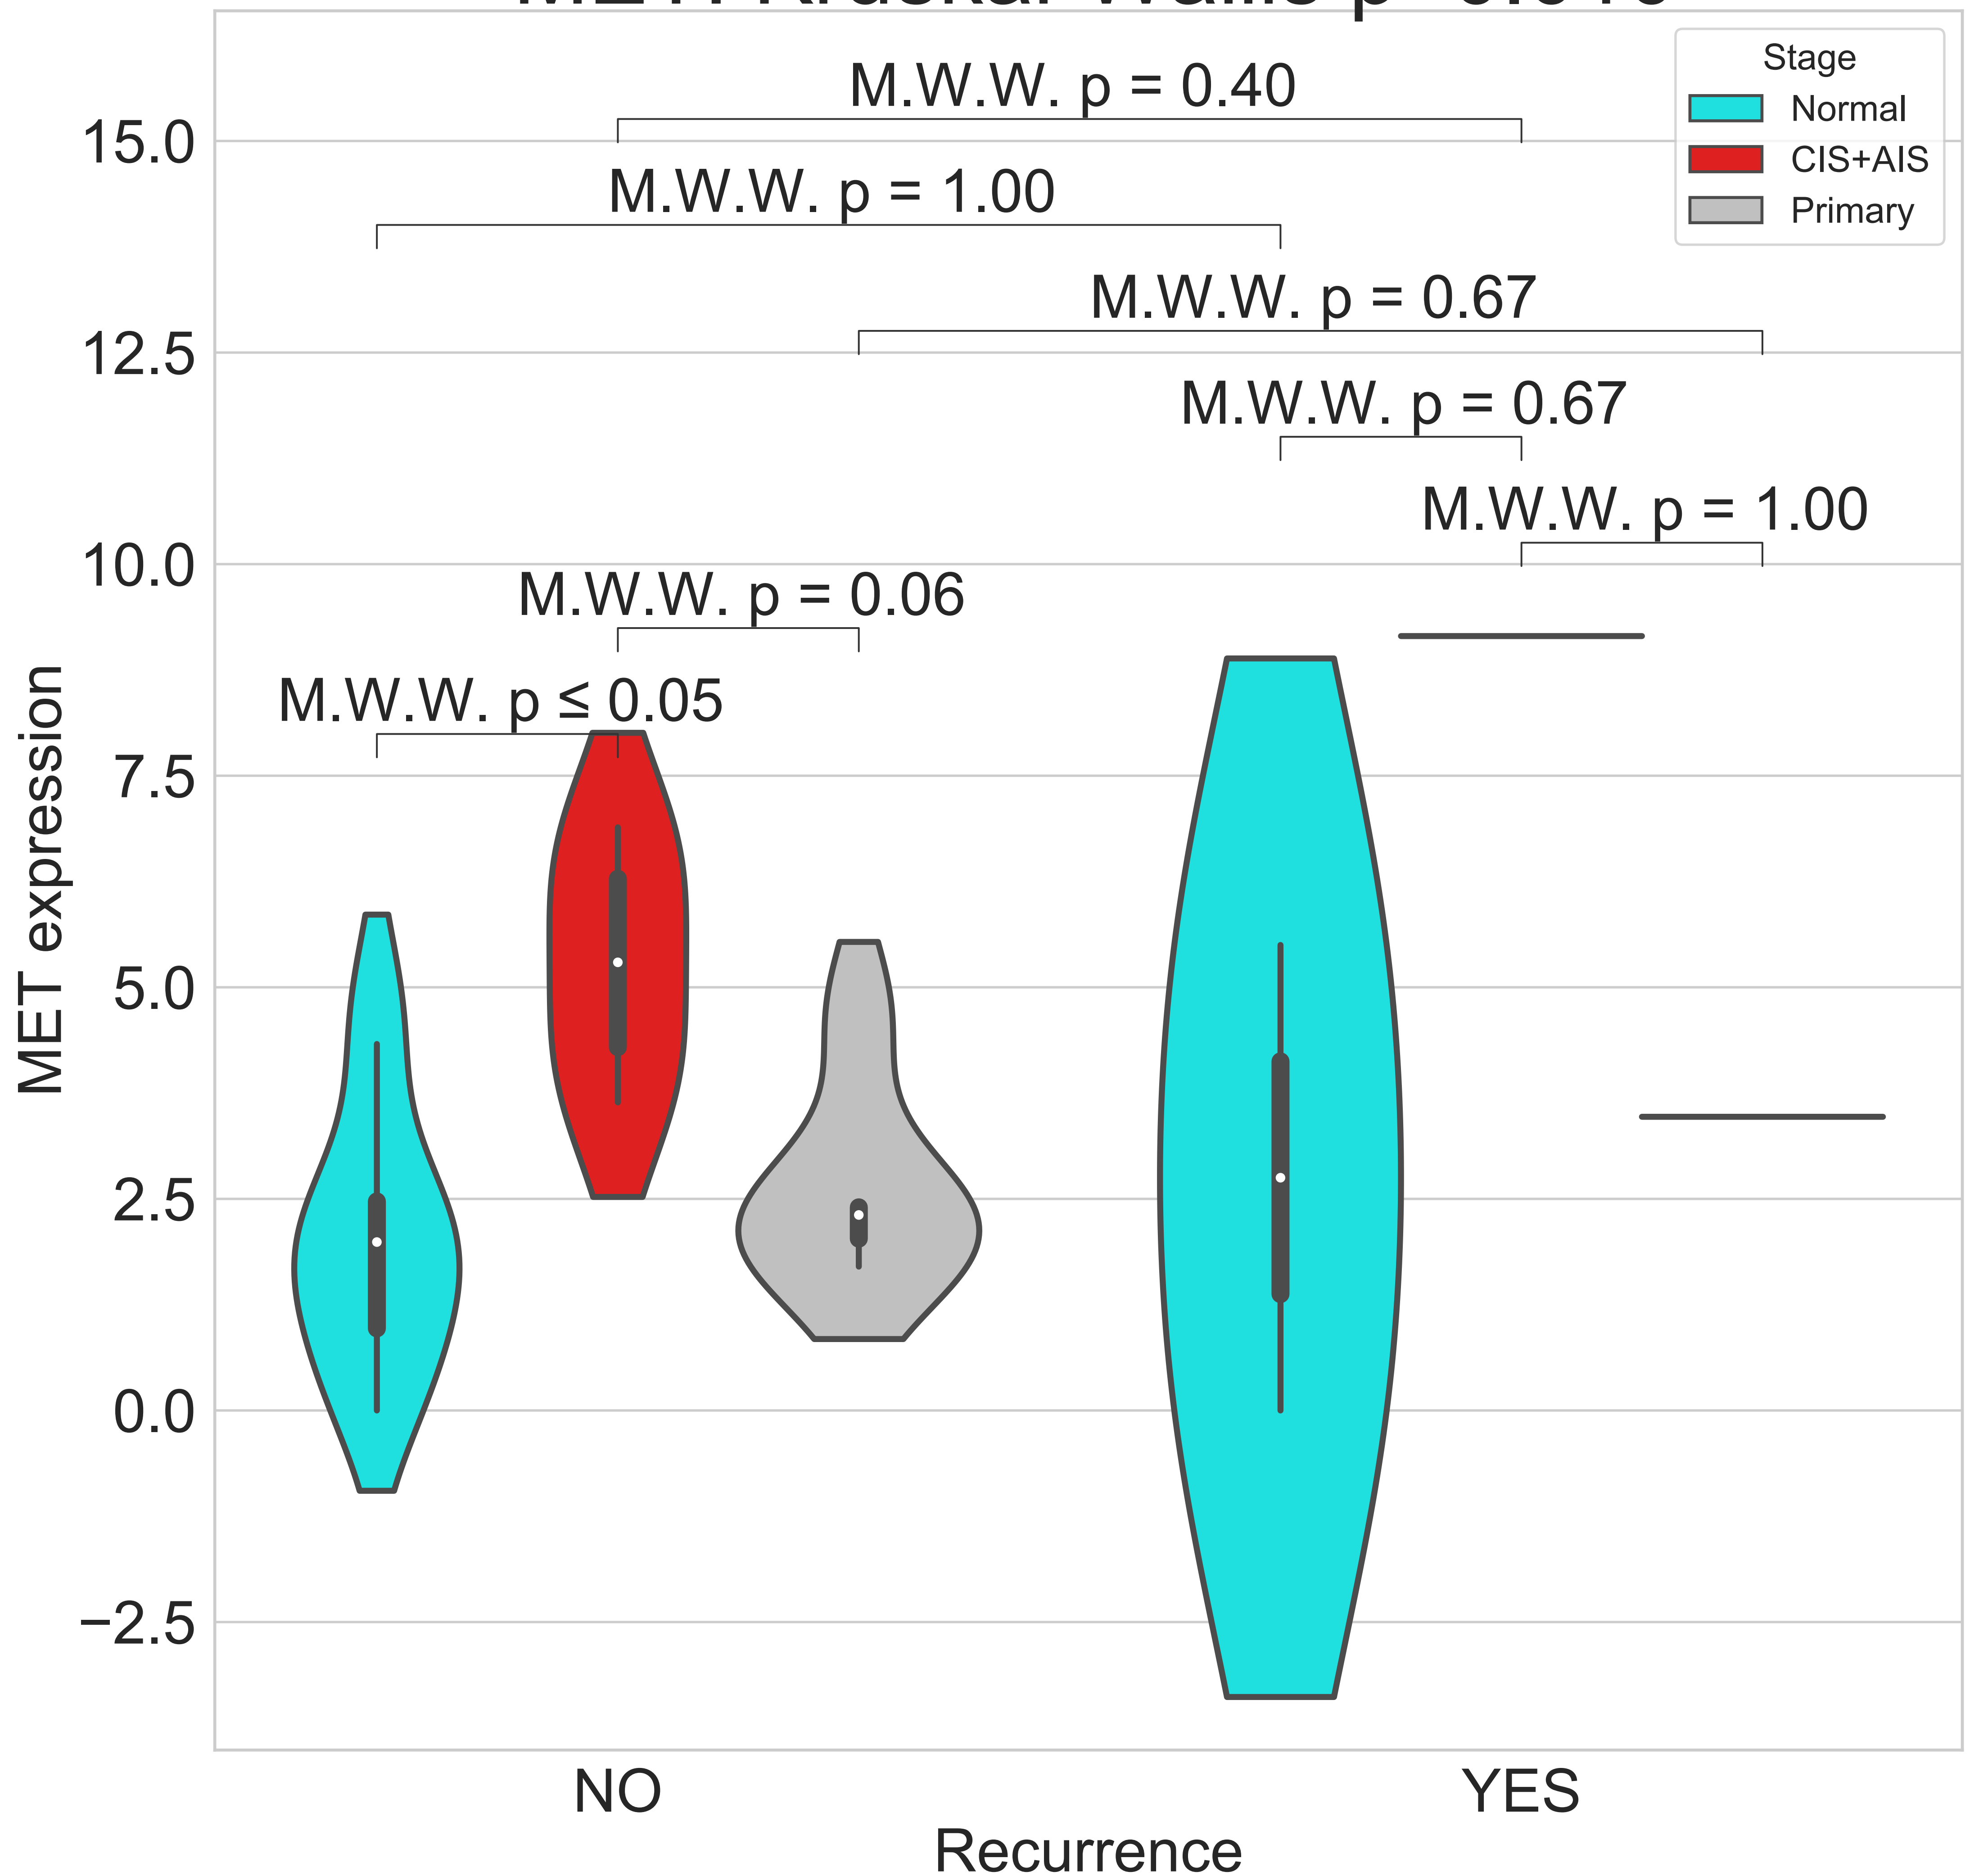 Stage
Normal
CIS+AIS
Primary
M.W.W. p = 0.40
M.W.W. p = 1.00
M.W.W. p = 0.67
M.W.W. p = 0.67
M.W.W. p = 1.00
M.W.W. p = 0.06
M.W.W. p ≤ 0.05
15.0
12.5
10.0
7.5
5.0
2.5
0.0
−2.5
MET expression
NO
YES
Recurrence